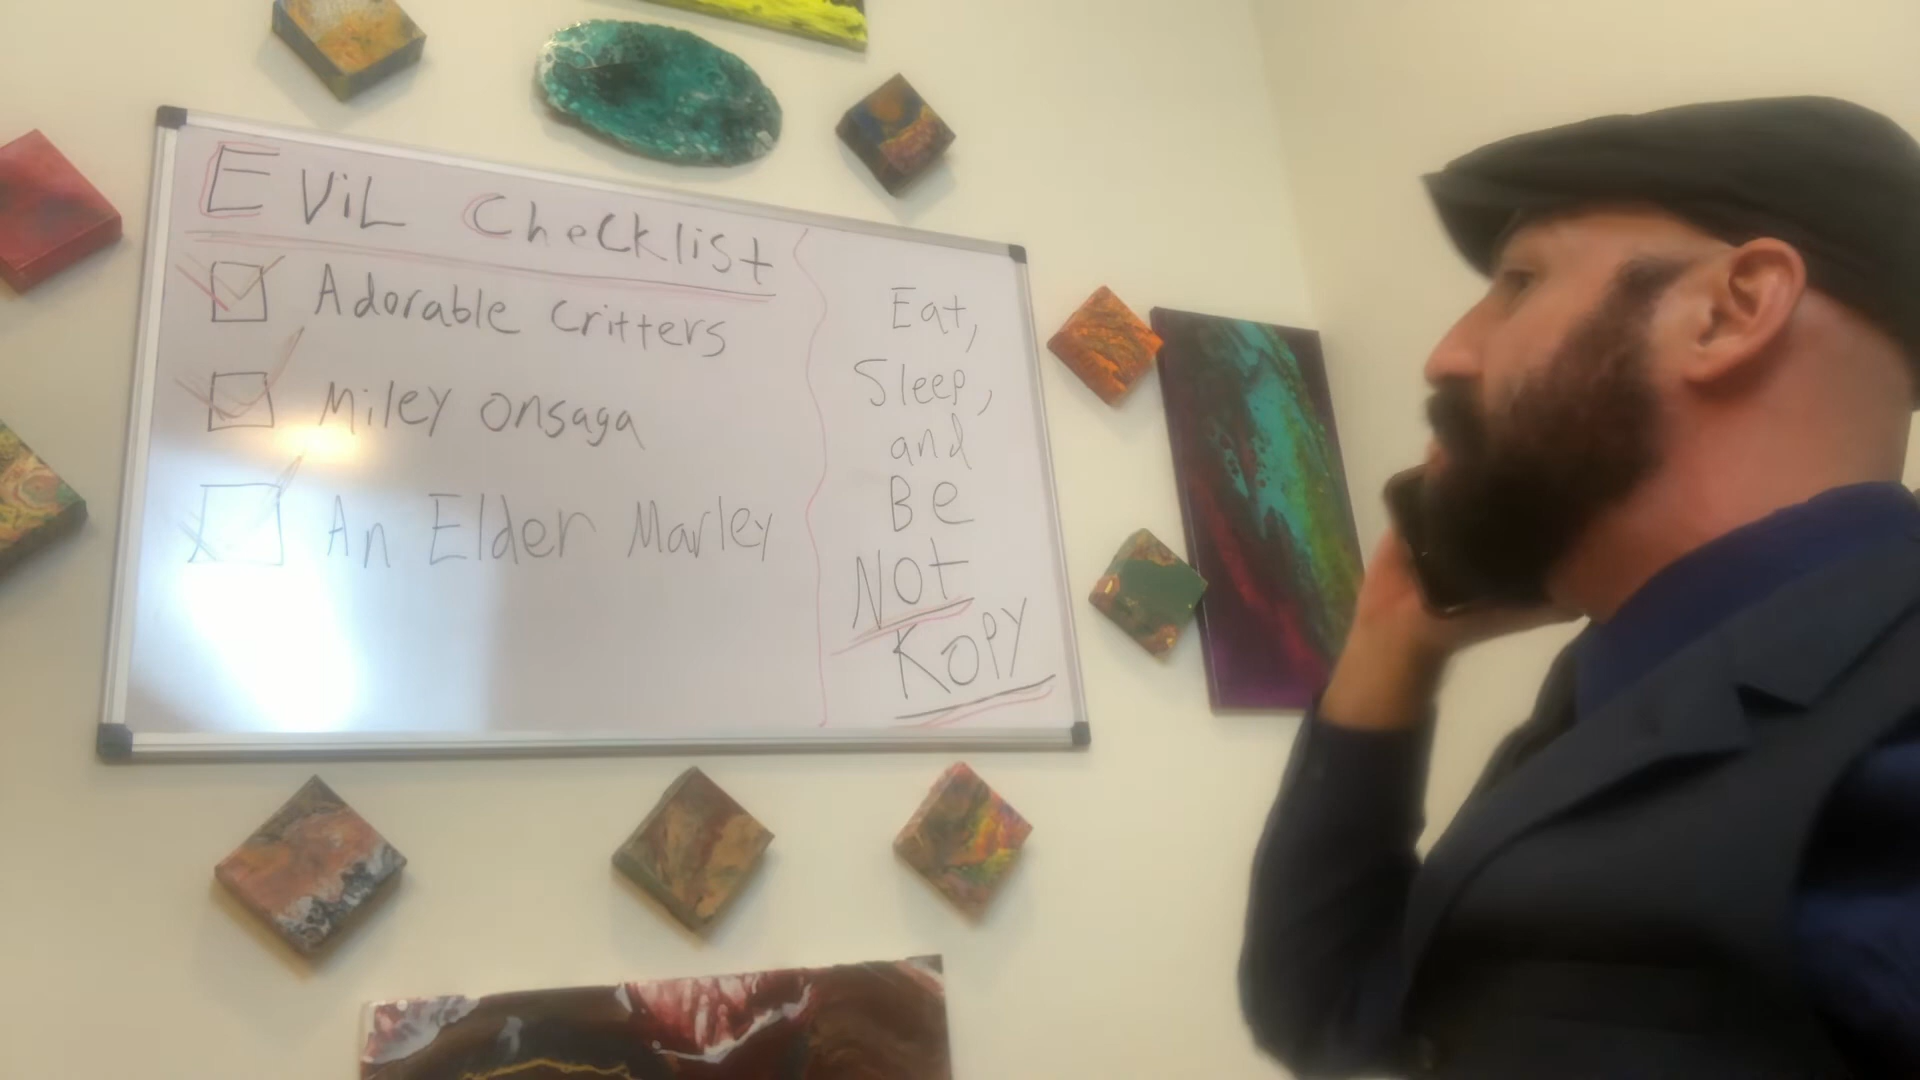 EViL Checklist
Adorable Critters
Miley Onsaga
An Elder Marley
Eat,
Sleep,
and
Be
Not
Kopy